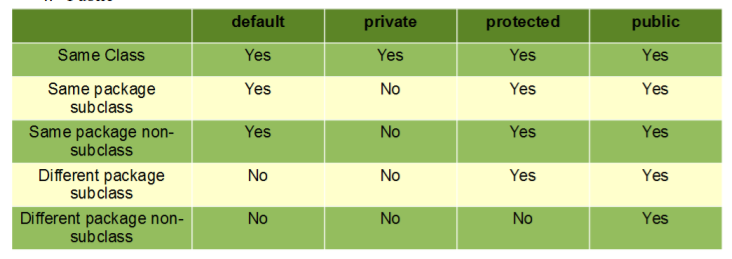 default private protected public
Same Class Yes Yes Yes Yes
Same package
subclass
Yes No Yes Yes
Same package non-
subclass
Yes No Yes Yes
Different package
subclass
No No Yes Yes
Different package non-
subclass
No No No Yes